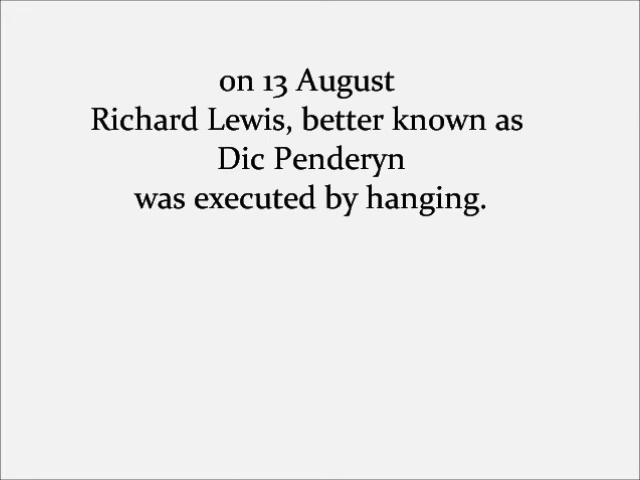 on 13 August
Richard Lewis, better known as
Dic Penderyn
was executed by hanging.